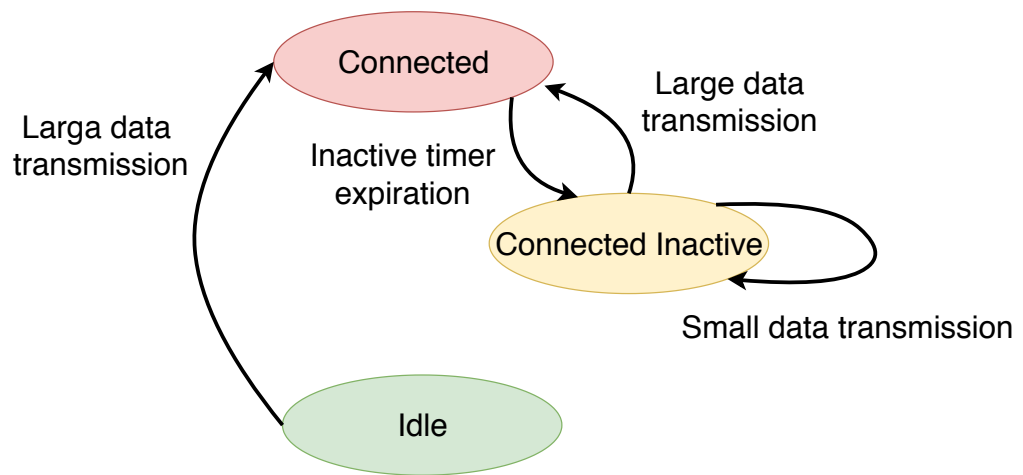 Connected
Large data
transmission
Larga data
transmission
Inactive timer
expiration
Connected Inactive
Small data transmission
Idle